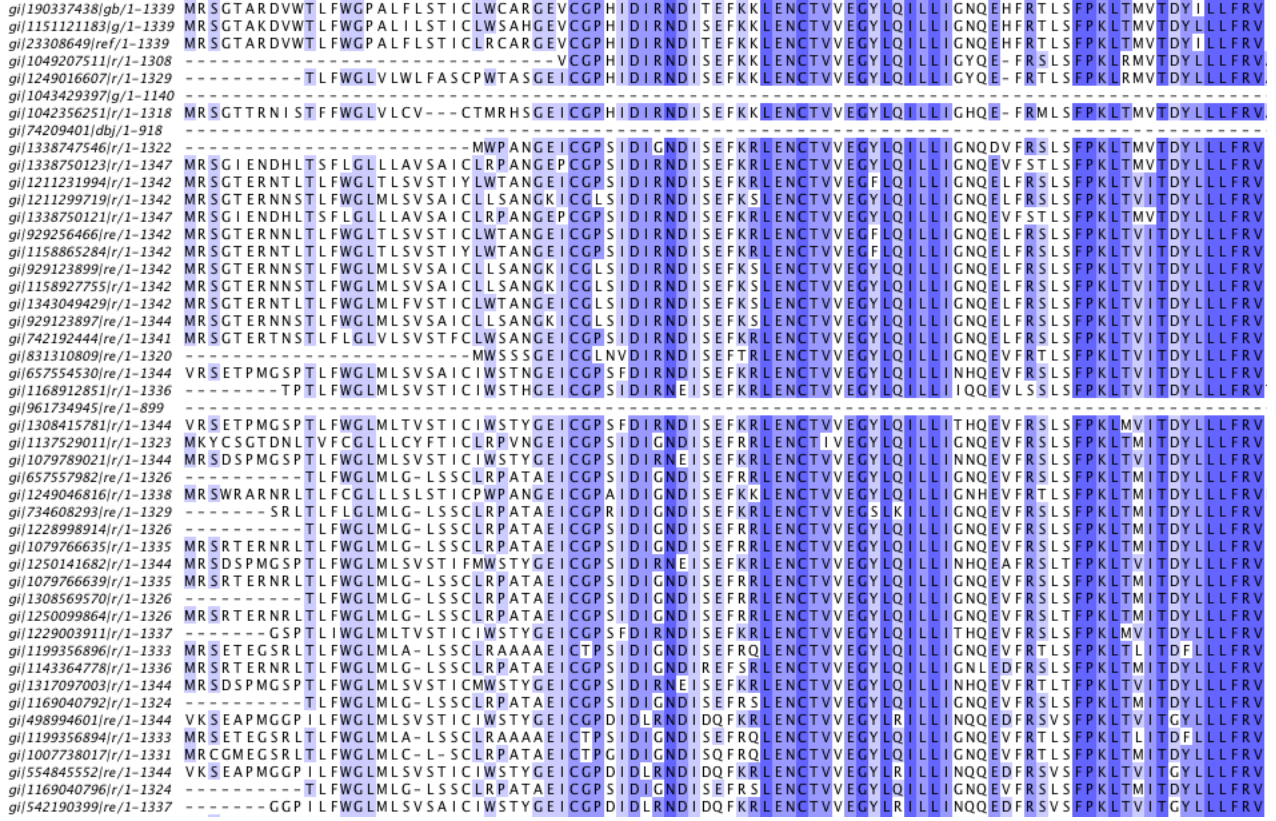 gi|190337438|gb/1-1339 MRSGTARDVWTLFWGPALFLSTICLWCARGEVCGPHIDIRNDITEFKKLENCTVVEGYLQILLIGNQEHFRTLSFPKLTMVTDYILLFRV
gi|1151121183|g/1-1339 MRSGTAKDVWTLFWGPALFLSTICLWCARGEVCGPHIDIRNDITEFKKLENCTVVEGYLQILLIGNQEHFRTLSFPKLTMVTDYILLFRV
gi|23308649|ref/1-1339 MRSGTARDVWTLFWGPALFLSTICLRCARGEVCGPHIDIRNDITEFKKLENCTVVEGYLQILLIGNQEHFRTLSFPKLTMVTDYILLFRV
gi|1049207511|r/1-1308 -------------------------------VCGPHIDIRNDISEFKKLENCTVVEGYLQILLIGYQE-FRSLSFPKLRMVTDYLLLFRV
gi|1249016607|r/1-1329 ----------TLFWGLVLWLFASCPWTASGEICGPHIDIRNDISEFKKLENCTVVEGYLQILLIGYQE-FRTLSFPKLRMVTDYLLLFRV
gi|1043429397|g/1-1140 ------------------------------------------------------------------------------------------
gi|1042356251|r/1-1318 MRSGTTRNISTFFWGLVLCV---CTMRHSGEICGPHIDIRNDISEFKKLENCTVVEGYLQILLIGHQE-FRMLSFPKLTMVTDYLLLFRV
gi|74209401|dbj/1-918 ------------------------------------------------------------------------------------------
gi|1338747546|r/1-1322 ------------------------MWPANGEICGPSIDIGNDISEFKRLENCTVVEGYLQILLIGNQDVFRSLSFPKLTMVTDYLLLFRV
gi|1338750123|r/1-1347 MRSGIENDHLTSFLGLLLAVSAICLRPANGEPCGPSIDIRNDISEFKRLENCTVVEGYLQILLIGNQEVFSTLSFPKLTMVTDYLLLFRV
gi|1211231994|r/1-1342 MRSGTERNTLTLFWGLTLSVSTIYLWTANGEICGPSIDIRNDISEFKRLENCTVVEGFLQILLIGNQELFRSLSFPKLTVITDYLLLFRV
gi|1211299719|r/1-1342 MRSGTERNNSTLFWGLMLSVSAICLLSANGKICGLSIDIRNDISEFKSLENCTVVEGYLQILLIGNQELFRSLSFPKLTVITDYLLLFRV
gi|1338750121|r/1-1347 MRSGIENDHLTSFLGLLLAVSAICLRPANGEPCGPSIDIRNDISEFKRLENCTVVEGYLQILLIGNQEVFSTLSFPKLTMVTDYLLLFRV
gi|929256466|re/1-1342 MRSGTERNNLTLFWGLTLSVSTICLWTANGEICGPSIDIRNDISEFKRLENCTVVEGFLQILLIGNQELFRSLSFPKLTVITDYLLLFRV
gi|1158865284|r/1-1342 MRSGTERNTLTLFWGLTLSVSTIYLWTANGEICGPSIDIRNDISEFKRLENCTVVEGFLQILLIGNQELFRSLSFPKLTVITDYLLLFRV
gi|929123899|re/1-1342 MRSGTERNNSTLFWGLMLSVSAICLLSANGKICGLSIDIRNDISEFKSLENCTVVEGYLQILLIGNQELFRSLSFPKLTVITDYLLLFRV
gi|1158927755|r/1-1342 MRSGTERNNSTLFWGLMLSVSAICLLSANGKICGLSIDIRNDISEFKSLENCTVVEGYLQILLIGNQELFRSLSFPKLTVITDYLLLFRV
gi|1343049429|r/1-1342 MRSGTERNTLTLFWGLMLFVSTICLWTANGEICGLSIDIRNDISEFKSLENCTVVEGYLQILLIGNQELFRSLSFPKLTVITDYLLLFRV
gi|929123897|re/1-1344 MRSGTERNNSTLFWGLMLSVSAICLLSANGKICGLSIDIRNDISEFKSLENCTVVEGYLQILLIGNQELFRSLSFPKLTVITDYLLLFRV
gi|742192444|re/1-1341 MRSGTERTNSTLFLGLVLSVSTFCLWSANGEICGPSIDIRNDISEFKRLENCTVVEGYLQILLIGNQELFRSLSFPKLTVITDYLLLFRV
gi|831310809|re/1-1320 ------------------------MWSSSGEICGLNVDIRNDISEFTRLENCTVVEGYLQILLIGNQEVFRTLSFPKLTVITDYLLLFRV
gi|657554530|re/1-1344 VRSETPMGSPTLFWGLMLSVSAICIWSTNGEICGPSFDIRNDISEFKRLENCTVVEGYLQILLINHQEVFRSLSFPKLTVITDYLLLFRV
gi|1168912851|r/1-1336 --------TPTLFWGLMLSVSTICIWSTHGEICGPSIDIRNEISEFKRLENCTVVEGYLQILLIIQQEVLSSLSFPKLTVITDYLLLFRV
gi|961734945|re/1-899 ------------------------------------------------------------------------------------------
gi|1308415781|r/1-1344 VRSETPMGSPTLFWGLMLTVSTICIWSTYGEICGPSFDIRNDISEFKRLENCTVVEGYLQILLITHQEVFRSLSFPKLMVITDYLLLFRV
gi|1137529011|r/1-1323 MKYCSGTDNLTVFCGLLLCYFTICLRPVNGEICGPSIDIGNDISEFRRLENCTIVEGYLQILLIGNQEVFRSLSFPKLTMITDYLLLFRV
gi|1079789021|r/1-1344 MRSDSPMGSPTLFWGLMLSVSTICIWSTYGEICGPSIDIRNEISEFKRLENCTVVEGYLQILLINNQEVFRSLSFPKLTVITDYLLLFRV
gi|657557982|re/1-1326 ----------TLFWGLMLG-LSSCLRPATAEICGPSIDIGNDISEFRRLENCTVVEGYLQILLIGNQEVFRTLSFPKLTMITDYLLLFRV
gi|1249046816|r/1-1338 MRSWRARNRLTLFCGLLLSLSTICPWPANGEICGPAIDIGNDISEFKKLENCTVVEGYLQILLIGNHEVFRTLSFPKLTMITDYLLLFRV
gi|734608293|re/1-1329 -------SRLTLFLGLMLG-LSSCLRPATAEICGPRIDIGNDISEFRRLENCTVVEGSLKILLIGNQEVFRSLSFPKLTMITDYLLLFRV
gi|1228998914|r/1-1326 ----------TLFWGLMLG-LSSCLRPATAEICGPSIDIGNDISEFRRLENCTVVEGYLQILLIGNQEVFRSLSFPKLTMITDYLLLFRV
gi|1079766635|r/1-1335 MRSRTERNRLTLFWGLMLG-LSSCLRPATAEICGPSIDIGNDISEFRRLENCTVVEGYLQILLIGNQEVFRSLSFPKLTMITDYLLLFRV
gi|1250141682|r/1-1344 MRSDSPMGSPTLFWGLMLSVSTIFMWSTYGEICGPSIDIRNEISEFKRLENCTVVEGYLQILLINHQEAFRSLTFPKLTVITDYLLLFRV
gi|1079766639|r/1-1335 MRSRTERNRLTLFWGLMLG-LSSCLRPATAEICGPSIDIGNDISEFRRLENCTVVEGYLQILLIGNQEVFRSLSFPKLTMITDYLLLFRV
gi|1308569570|r/1-1326 ----------TLFWGLMLG-LSSCLRPATAEICGPSIDIGNDISEFRRLENCTVVEGYLQILLIGNQEVFRSLSFPKLTMITDYLLLFRV
gi|1250099864|r/1-1326 MRSRTERNRLTLFWGLMLG-LSSCLRPATAEICGPSIDIGNDISEFRRLENCTVVEGYLQILLIGNQEVFRSLTFPKLTMITDYLLLFRV
gi|1229003911|r/1-1337 -------GSPTLIWGLMLTVSTICIWSTYGEICGPSFDIRNDISEFKRLENCTVVEGYLQILLITHQEVFRSLSFPKLMVITDYLLLFRV
gi|1199356896|r/1-1333 MRSETEGSRLTLFWGLMLA-LSSCLRAAAAEICTPSIDIGNDISEFRQLENCTVVEGYLQILLIGNQEVFRTLSFPKLTLITDFLLLFRV
gi|1143364778|r/1-1336 MRSRTERNRLTLFWGLMLG-LSSCLRPATAEICGPSIDIGNDIREFSRLENCTVVEGYLQILLIGNLEDFRSLSFPKLTMITDYLLLFRV
gi|1317097003|r/1-1344 MRSDSPMGSPTLFWGLMLSVSTICMWSTYGEICGPSIDIRNEISEFKRLENCTVVEGYLQILLINHQEVFRTLTFPKLTVITDYLLLFRV
gi|1169040792|r/1-1324 ----------TLFWGLMLG-LSSCLRPATAEICGPSIDIGNDISEFRSLENCTVVEGYLQILLIGNQEVFRTLSFPKLTMITDYLLLFRV
gi|498994601|re/1-1344 VKSEAPMGGPILFWGLMLSVSTICIWSTYGEICGPDIDLRNDIDQFKRLENCTVVEGYLRILLINQQEDFRSVSFPKLTVITGYLLLFRV
gi|1199356894|r/1-1333 MRSETEGSRLTLFWGLMLA-LSSCLRAAAAEICTPSIDIGNDISEFRQLENCTVVEGYLQILLIGNQEVFRTLSFPKLTLITDFLLLFRV
gi|1007738017|r/1-1331 MRCGMEGSRLTLFWGLMLC-L-SCLRPATAEICTPGIDIGNDISQFRQLENCTVVEGYLQILLIGNQEVFRTLSFPKLTMITDYLLLFRV
gi|554845552|re/1-1344 VKSEAPMGGPILFWGLMLSVSTICIWSTYGEICGPDIDLRNDIDQFKRLENCTVVEGYLRILLINQQEDFRSVSFPKLTVITGYLLLFRV
gi|1169040796|r/1-1324 ----------TLFWGLMLG-LSSCLRPATAEICGPSIDIGNDISEFRSLENCTVVEGYLQILLIGNQEVFRTLSFPKLTMITDYLLLFRV
gi|542190399|re/1-1337 -------GGPILFWGLMLSVSAICIWSTYGEICGPDIDLRNDIDQFKRLENCTVVEGYLRILLINQQEDFRSVSFPKLTVITGYLLLFRV